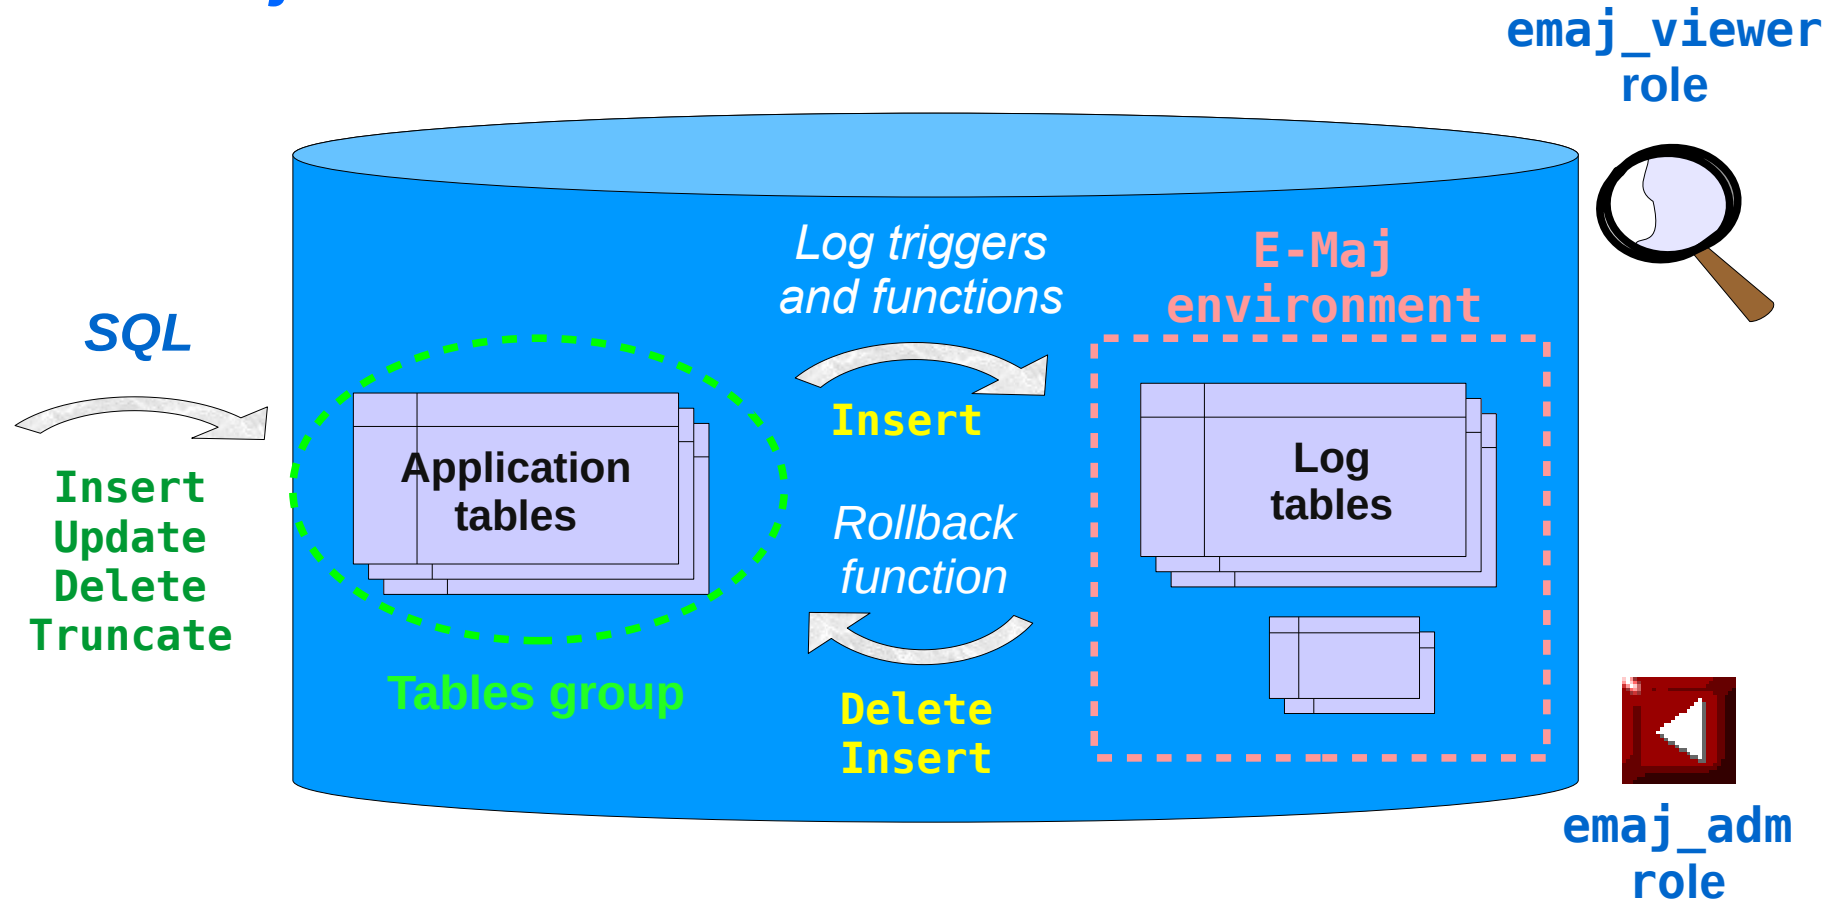 emaj_viewer
role
Log triggers
and functions
E-Maj
environment
SQL
Insert
Application
tables
Log
tables
Insert
Update
Delete
Truncate
Rollback
function
Tables group
Delete
Insert
emaj_adm
role